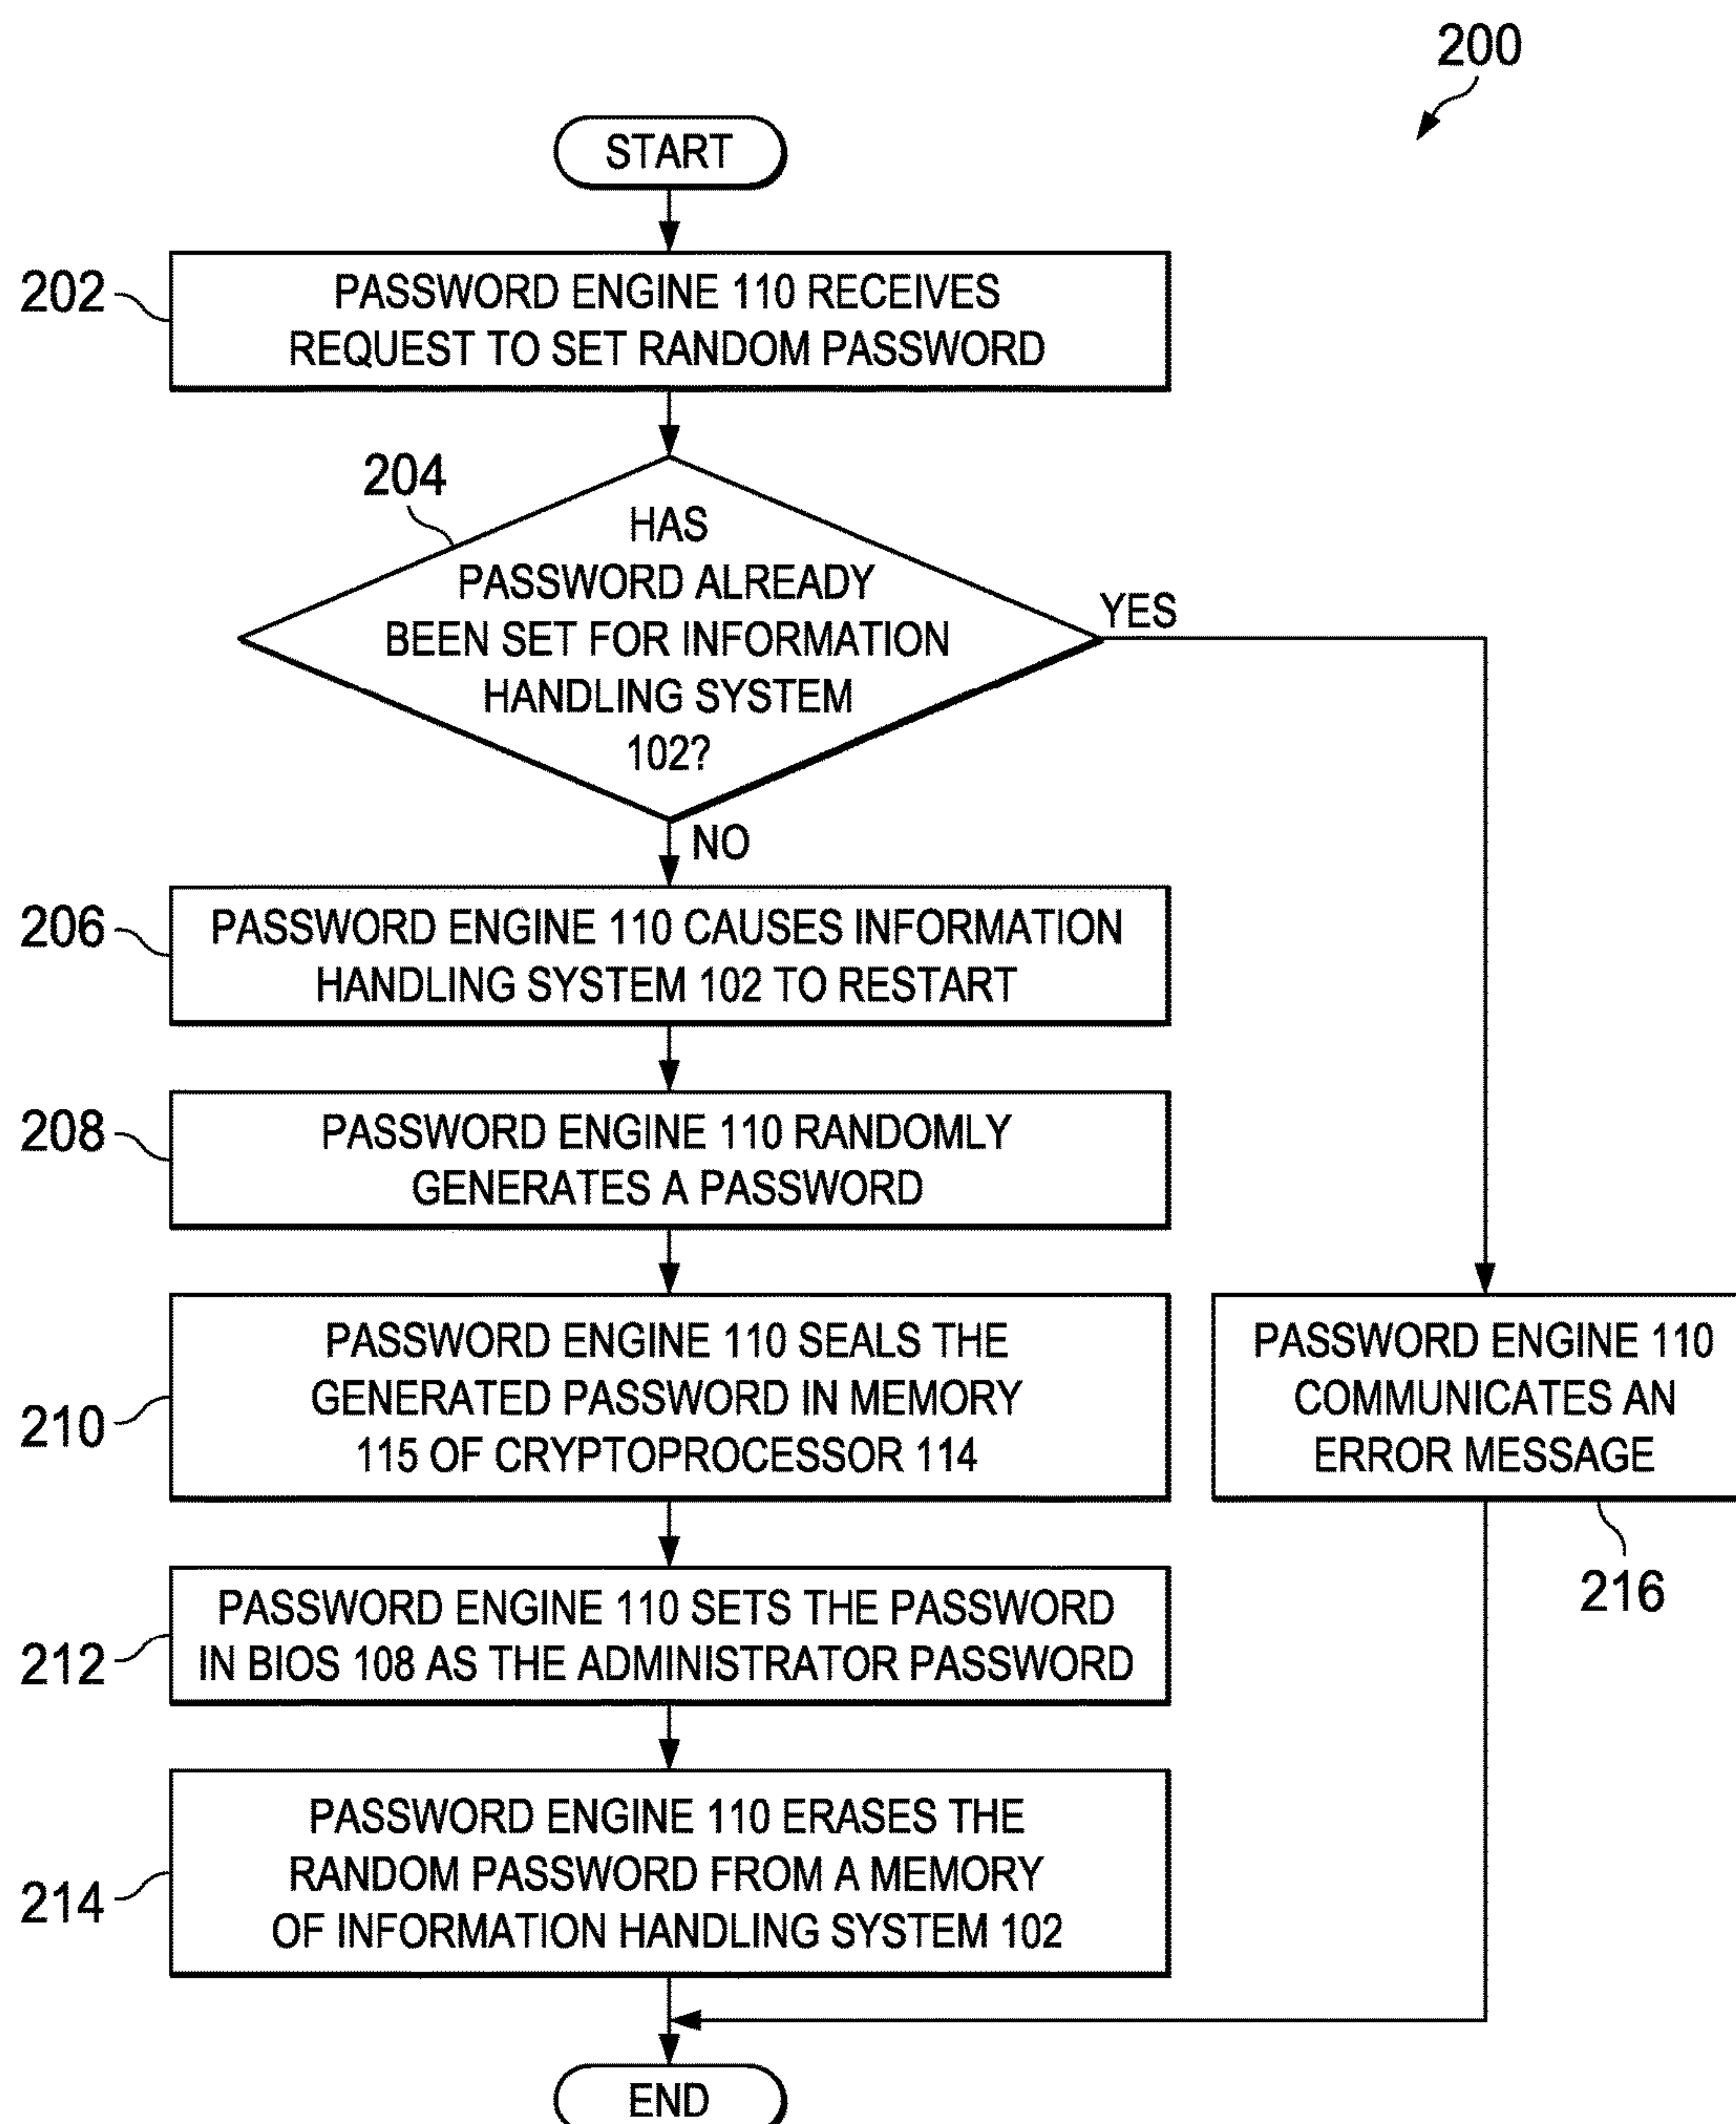 200
START
202
PASSWORD ENGINE 110 RECEIVES
REQUEST TO SET RANDOM PASSWORD
204
HAS
PASSWORD ALREADY
BEEN SET FOR INFORMATION
HANDLING SYSTEM
102?
YES
NO
206
PASSWORD ENGINE 110 CAUSES INFORMATION
HANDLING SYSTEM 102 TO RESTART
208
PASSWORD ENGINE 110 RANDOMLY
GENERATES A PASSWORD
210
PASSWORD ENGINE 110 SEALS THE
GENERATED PASSWORD IN MEMORY
115 OF CRYPTOPROCESSOR 114
PASSWORD ENGINE 110
COMMUNICATES AN
ERROR MESSAGE
216
212
PASSWORD ENGINE 110 SETS THE PASSWORD
IN BIOS 108 AS THE ADMINISTRATOR PASSWORD
214
PASSWORD ENGINE 110 ERASES THE
RANDOM PASSWORD FROM A MEMORY
OF INFORMATION HANDLING SYSTEM 102
END